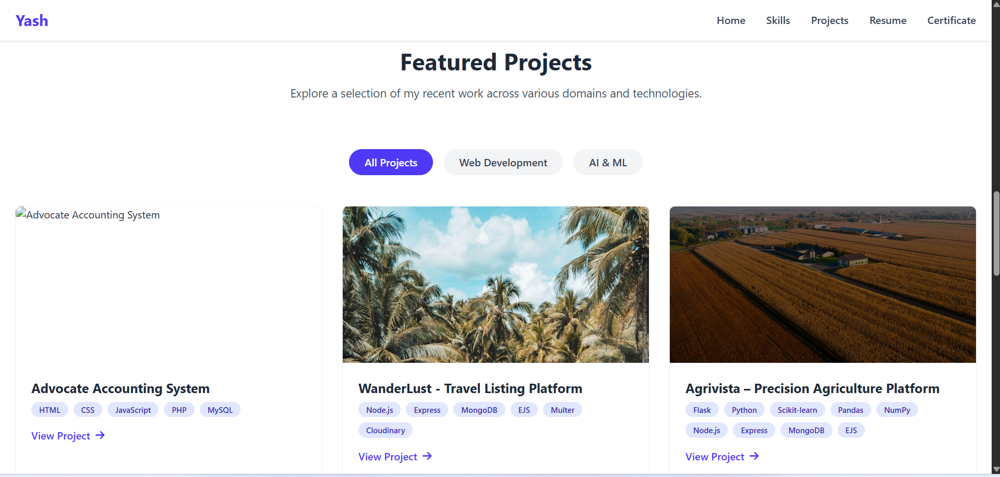 Yash
Home Skills Projects Resume Certificate
Featured Projects
Explore a selection of my recent work across various domains and technologies.
All Projects Web Development AI & ML
Advocate Accounting System
Advocate Accounting System
HTML CSS JavaScript PHP MySQL
View Project →
WanderLust - Travel Listing Platform
Node.js Express MongoDB EJS Multer
Cloudinary
View Project →
Agrivista – Precision Agriculture Platform
Flask Python Scikit-learn Pandas NumPy
Node.js Express MongoDB EJS
View Project →